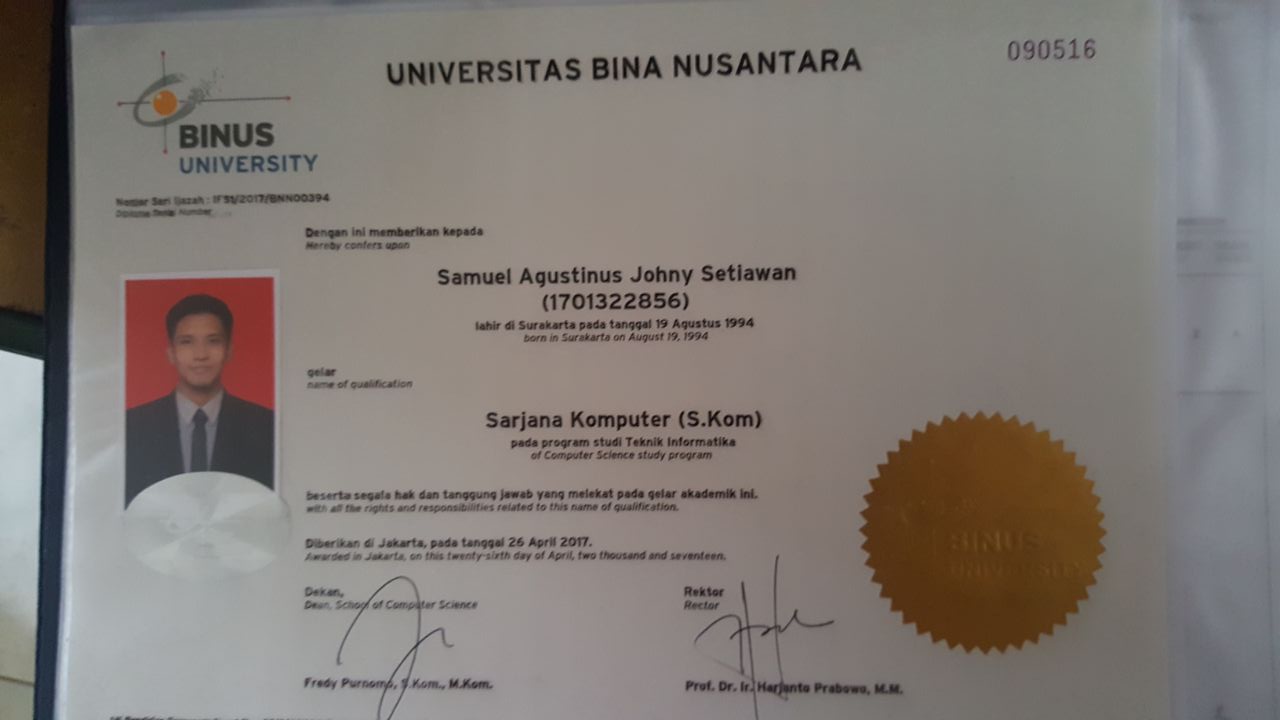 UNIVERSITAS BINA NUSANTARA
090516
BINUS
UNIVERSITY
Nomor Seri Ijazah : IF51/2017/BNN00394
Diploma Serial Number
Dengan ini memberikan kepada
Hereby confers upon
Samuel Agustinus Johny Setiawan
(1701322856)
lahir di Surakarta pada tanggal 19 Agustus 1994
born in Surakarta on August 19, 1994
gelar
name of qualification
Sarjana Komputer (S.Kom)
pada program studi Teknik Informatika
of Computer Science study program
beserta segala hak dan tanggung jawab yang melekat pada gelar akademik ini.
with all the rights and responsibilities related to this name of qualification.
Diberikan di Jakarta, pada tanggal 26 April 2017.
Awarded in Jakarta, on this twenty-sixth day of April, two thousand and seventeen.
Dekan,
Dean, School of Computer Science
Rektor
Rector
Fredy Purnomo, S.Kom., M.Kom.
Prof. Dr. Ir. Harjanto Prabowo, M.M.
BINUS
UNIVERSITY